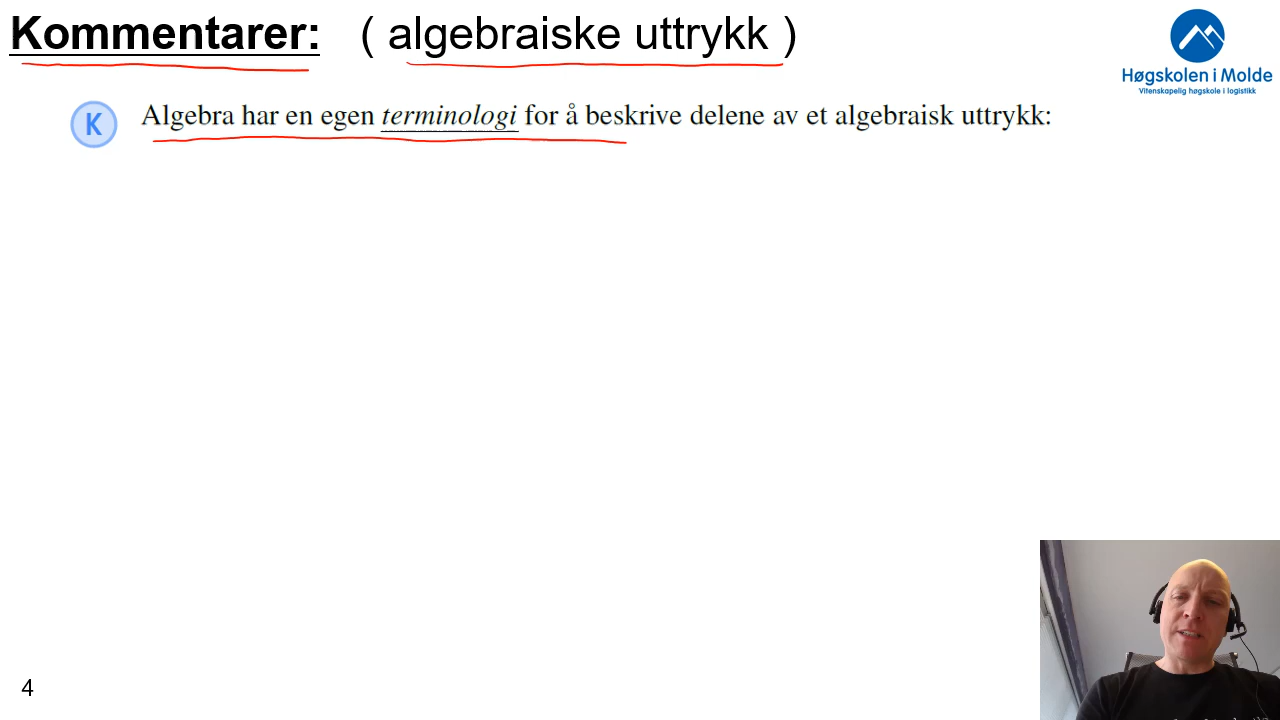 Kommentarer: ( algebraiske uttrykk )
Høgskolen i Molde
Vitenskapelig høgskole i logistikk
K Algebra har en egen terminologi for å beskrive delene av et algebraisk uttrykk:
4